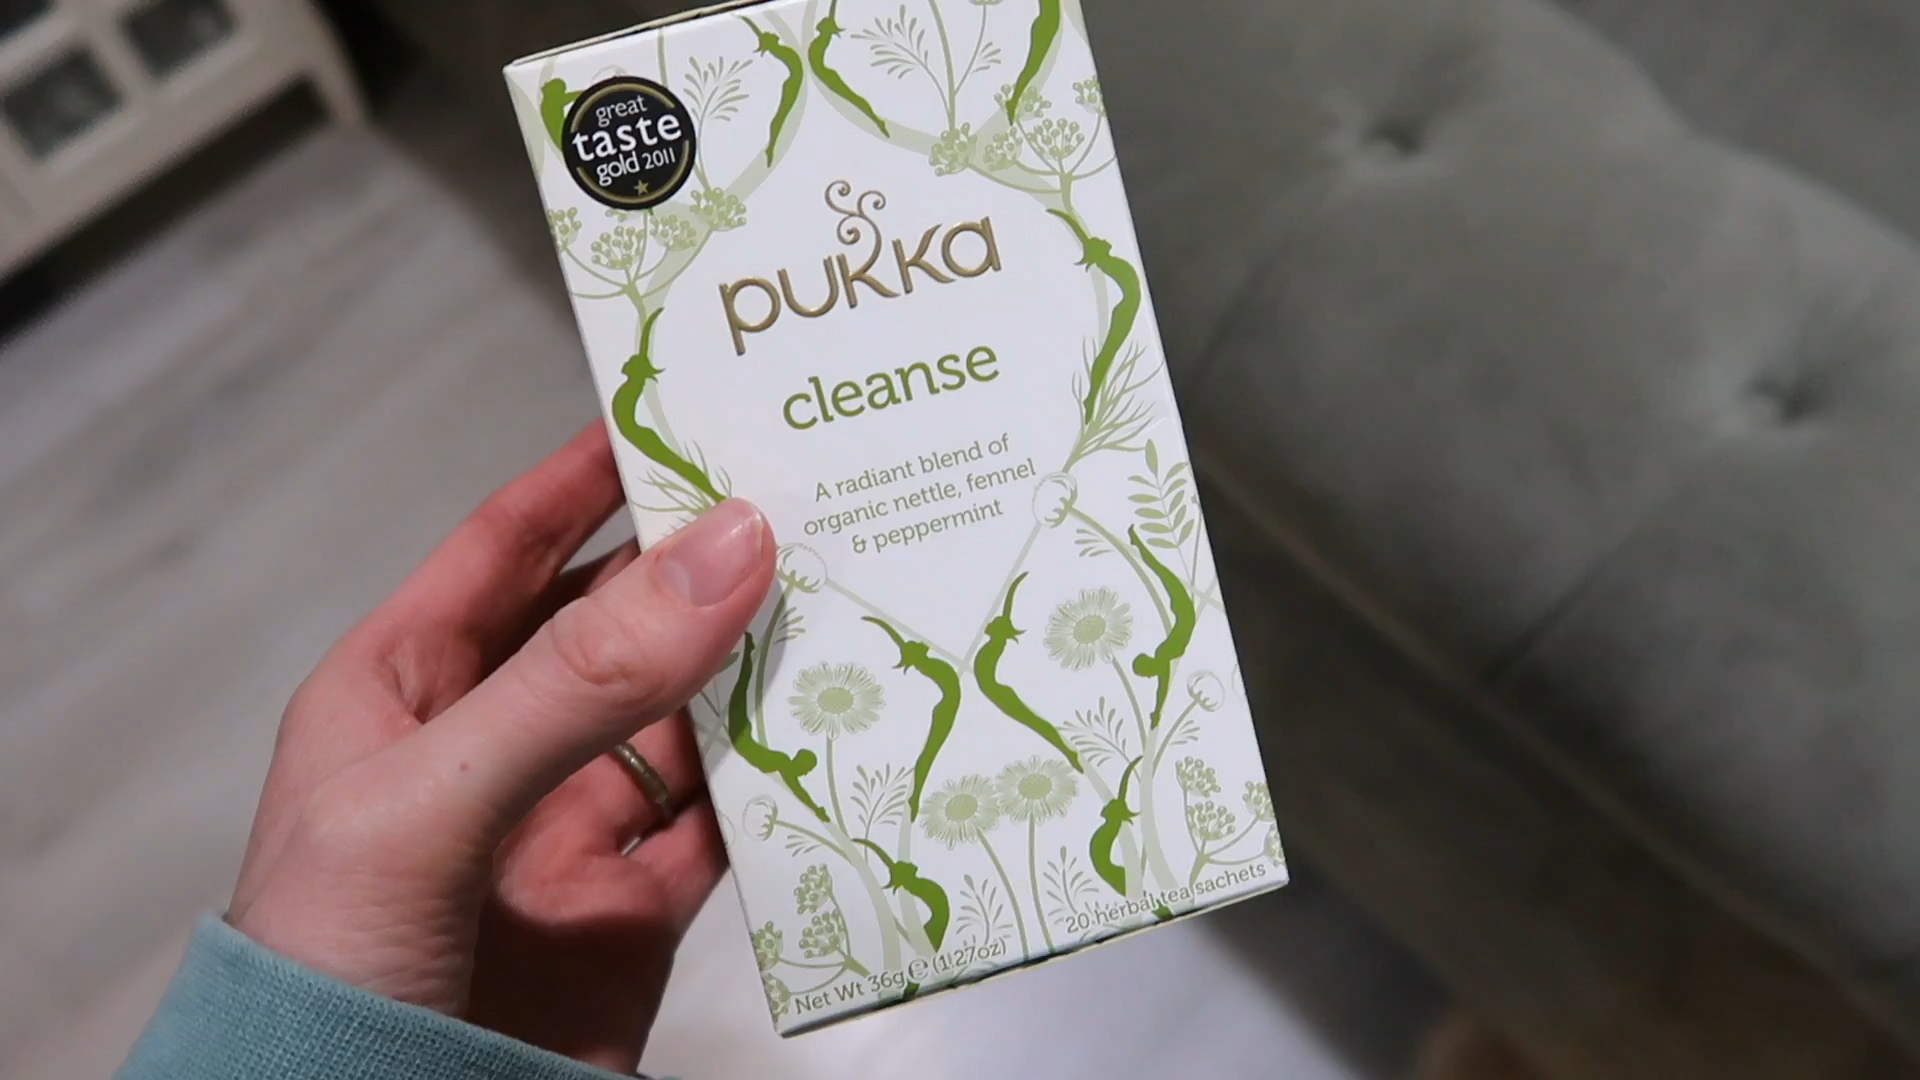 great
taste
gold 2011
pukka
cleanse
A radiant blend of
organic nettle, fennel
& peppermint
20 herbal tea sachets
Net Wt 36g ℮ (1.27oz)